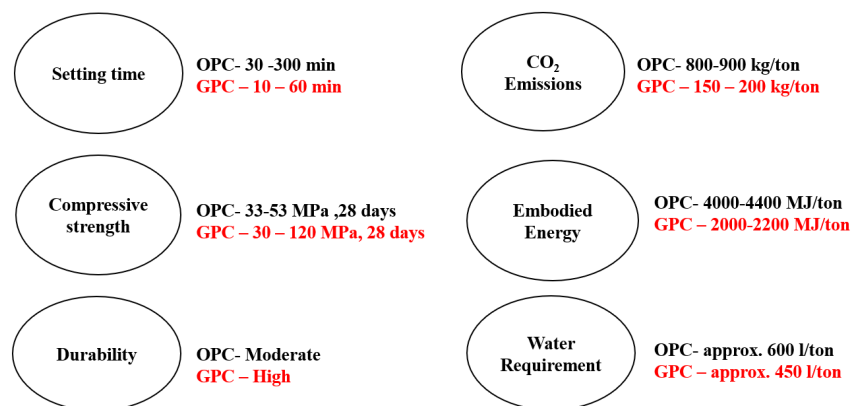 Setting time
OPC- 30 -300 min
GPC – 10 – 60 min
CO₂
Emissions
OPC- 800-900 kg/ton
GPC – 150 – 200 kg/ton
Compressive
strength
OPC- 33-53 MPa ,28 days
GPC – 30 – 120 MPa, 28 days
Embodied
Energy
OPC- 4000-4400 MJ/ton
GPC – 2000-2200 MJ/ton
Durability
OPC- Moderate
GPC – High
Water
Requirement
OPC- approx. 600 l/ton
GPC – approx. 450 l/ton